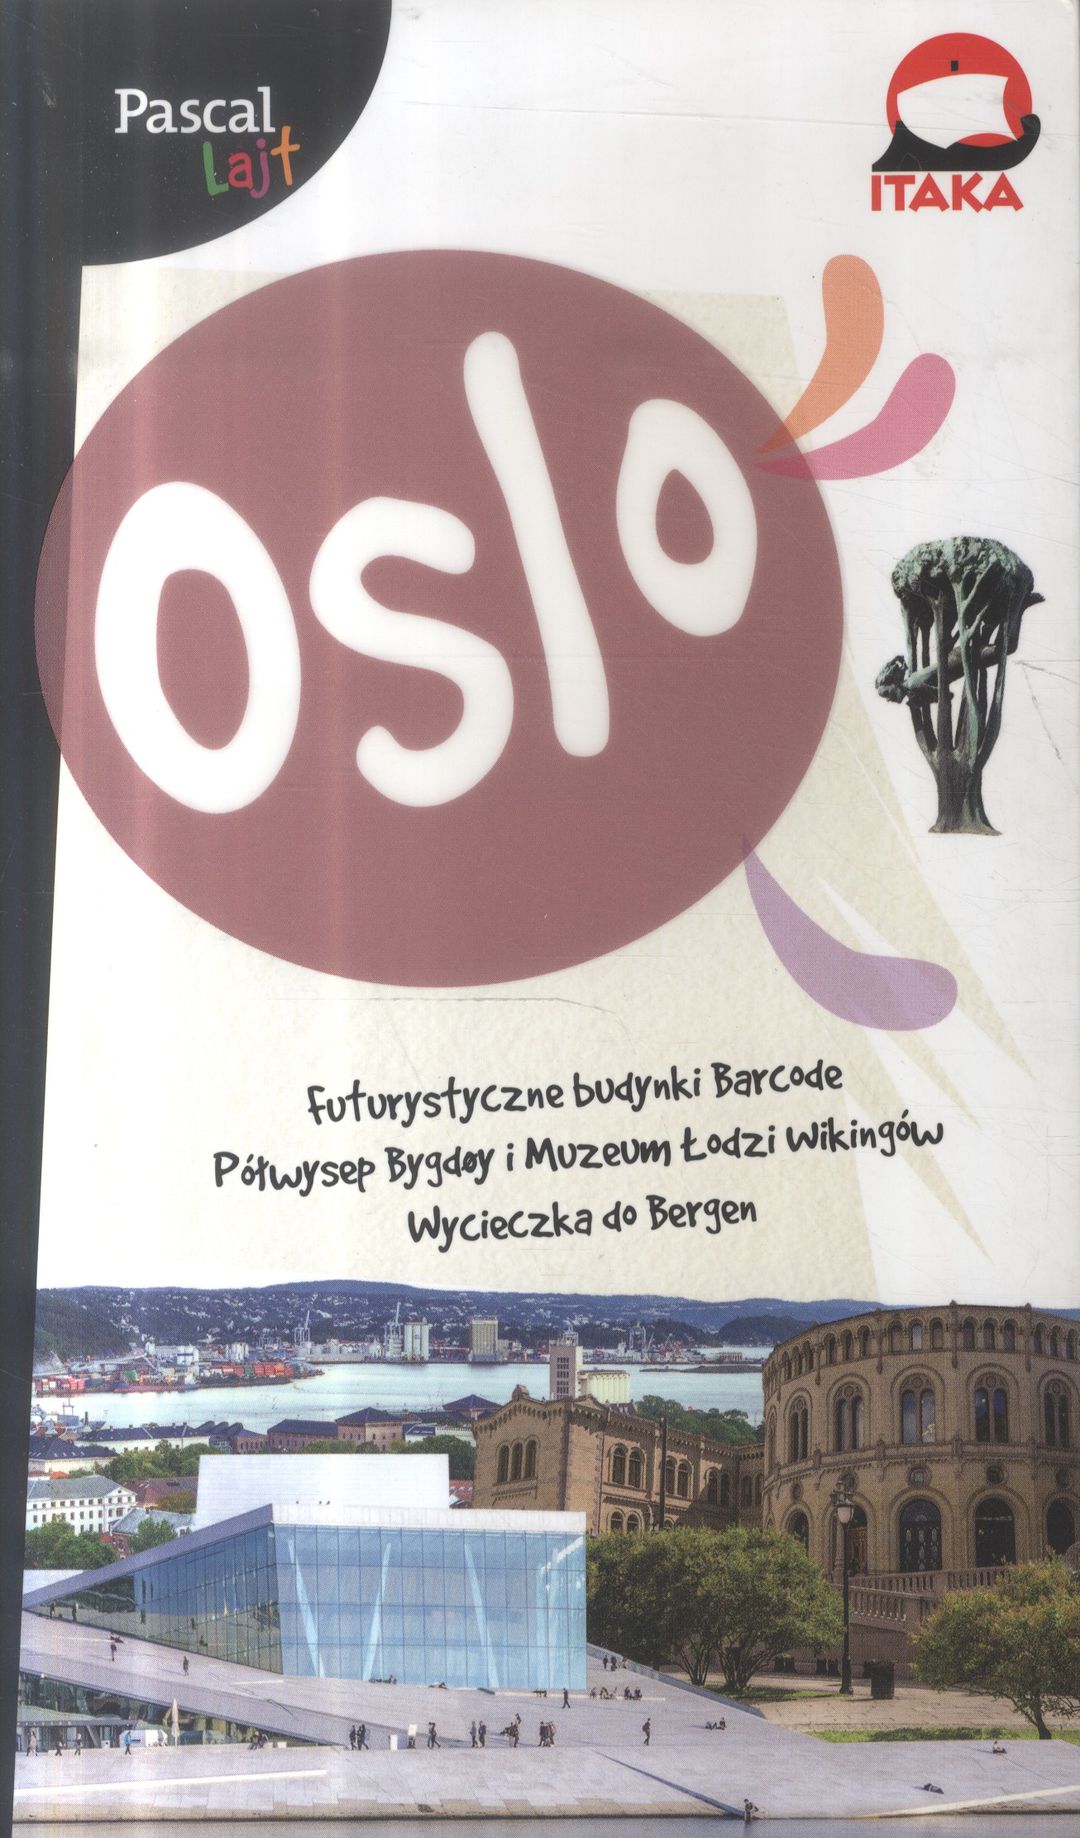 Pascal
Lajt
ITAKA
Oslo
Futurystyczne budynki Barcode
Półwysep Bygdøy i Muzeum Łodzi Wikingów
Wycieczka do Bergen